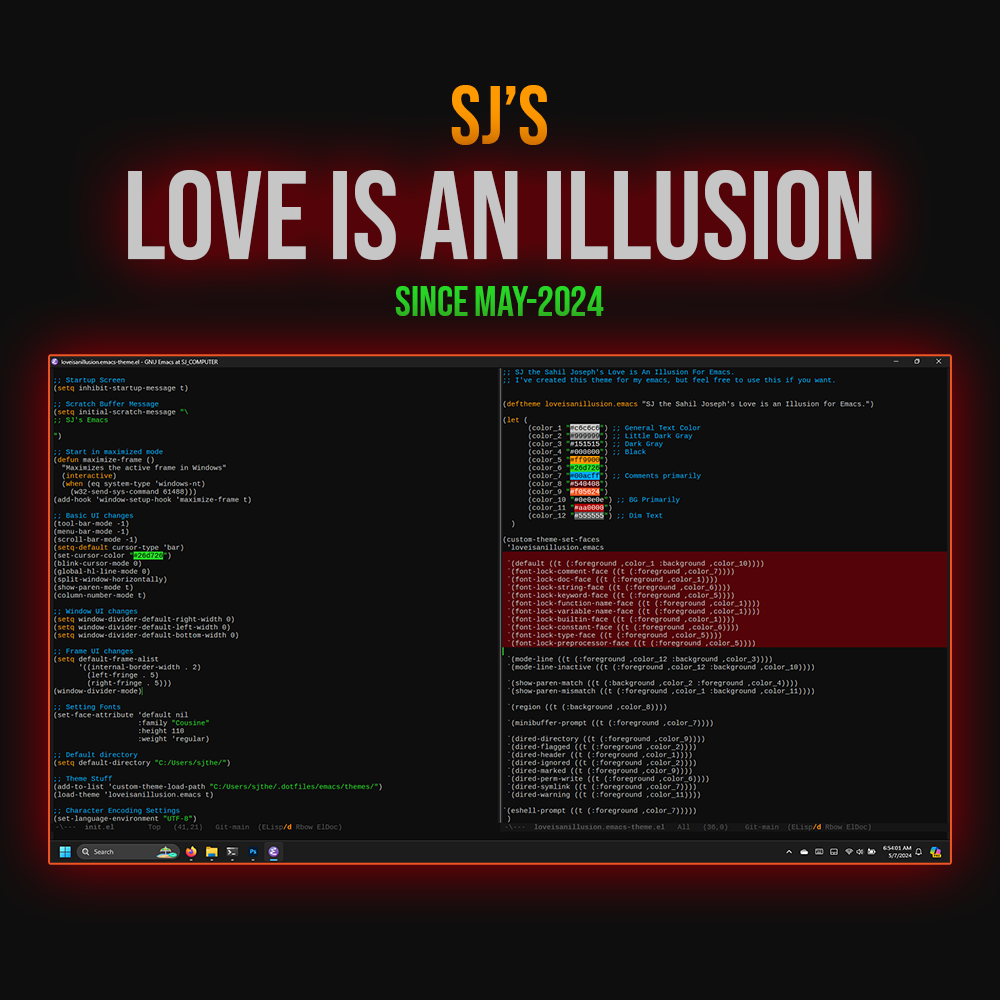 SJ'S
LOVE IS AN ILLUSION
SINCE MAY-2024
loveisanillusion.emacs-theme.el - GNU Emacs at SJ_COMPUTER
;; Startup Screen
(setq inhibit-startup-message t)
;; Scratch Buffer Message
(setq initial-scratch-message "\
;; SJ's Emacs
")
;; Start in maximized mode
(defun maximize-frame ()
"Maximizes the active frame in Windows"
(interactive)
(when (eq system-type 'windows-nt)
(w32-send-sys-command 61488)))
(add-hook 'window-setup-hook 'maximize-frame t)
;; Basic UI changes
(tool-bar-mode -1)
(menu-bar-mode -1)
(scroll-bar-mode -1)
(setq-default cursor-type 'bar)
(set-cursor-color "#26d726")
(blink-cursor-mode 0)
(global-hl-line-mode 0)
(split-window-horizontally)
(show-paren-mode t)
(column-number-mode t)
;; Window UI changes
(setq window-divider-default-right-width 0)
(setq window-divider-default-left-width 0)
(setq window-divider-default-bottom-width 0)
;; Frame UI changes
(setq default-frame-alist
'((internal-border-width . 2)
(left-fringe . 5)
(right-fringe . 5)))
(window-divider-mode)
;; Setting Fonts
(set-face-attribute 'default nil
:family "Cousine"
:height 110
:weight 'regular)
;; Default directory
(setq default-directory "C:/Users/sjthe/")
;; Theme Stuff
(add-to-list 'custom-theme-load-path "C:/Users/sjthe/.dotfiles/emacs/themes/")
(load-theme 'loveisanillusion.emacs t)
;; Character Encoding Settings
(set-language-environment "UTF-8")
-\--- init.el Top (41,21) Git-main (ELisp/d Rbow ElDoc)
;; SJ the Sahil Joseph's Love is An Illusion For Emacs.
;; I've created this theme for my emacs, but feel free to use this if you want.
(deftheme loveisanillusion.emacs "SJ the Sahil Joseph's Love is an Illusion for Emacs.")
(let (
(color_1 "#c6c6c6") ;; General Text Color
(color_2 "#999999") ;; Little Dark Gray
(color_3 "#151515") ;; Dark Gray
(color_4 "#000000") ;; Black
(color_5 "#ff9900")
(color_6 "#26d726")
(color_7 "#00acff") ;; Comments primarily
(color_8 "#540408")
(color_9 "#f05624")
(color_10 "#0e0e0e") ;; BG Primarily
(color_11 "#aa0000")
(color_12 "#555555") ;; Dim Text
)
(custom-theme-set-faces
'loveisanillusion.emacs
`(default ((t (:foreground ,color_1 :background ,color_10))))
`(font-lock-comment-face ((t (:foreground ,color_7))))
`(font-lock-doc-face ((t (:foreground ,color_1))))
`(font-lock-string-face ((t (:foreground ,color_6))))
`(font-lock-keyword-face ((t (:foreground ,color_5))))
`(font-lock-function-name-face ((t (:foreground ,color_1))))
`(font-lock-variable-name-face ((t (:foreground ,color_1))))
`(font-lock-builtin-face ((t (:foreground ,color_1))))
`(font-lock-constant-face ((t (:foreground ,color_6))))
`(font-lock-type-face ((t (:foreground ,color_5))))
`(font-lock-preprocessor-face ((t (:foreground ,color_5))))
`(mode-line ((t (:foreground ,color_12 :background ,color_3))))
`(mode-line-inactive ((t (:foreground ,color_12 :background ,color_10))))
`(show-paren-match ((t (:background ,color_2 :foreground ,color_4))))
`(show-paren-mismatch ((t (:foreground ,color_1 :background ,color_11))))
`(region ((t (:background ,color_8))))
`(minibuffer-prompt ((t (:foreground ,color_7))))
`(dired-directory ((t (:foreground ,color_9))))
`(dired-flagged ((t (:foreground ,color_2))))
`(dired-header ((t (:foreground ,color_1))))
`(dired-ignored ((t (:foreground ,color_2))))
`(dired-marked ((t (:foreground ,color_9))))
`(dired-perm-write ((t (:foreground ,color_6))))
`(dired-symlink ((t (:foreground ,color_7))))
`(dired-warning ((t (:foreground ,color_11))))
`(eshell-prompt ((t (:foreground ,color_7)))))
)
-\--- loveisanillusion.emacs-theme.el All (36,0) Git-main (ELisp/d Rbow ElDoc)
Search
Ps
6:54:01 AM
5/7/2024